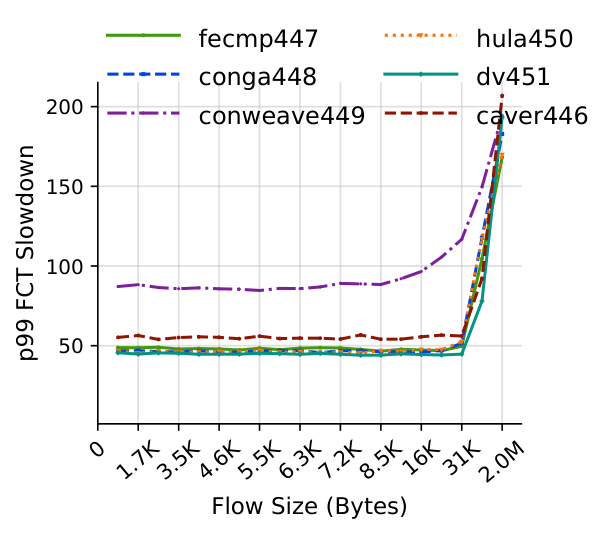 fecmp447 hula450
conga448 dv451
conweave449 caver446
200
150
100
50
p99 FCT Slowdown
0 1.7K 3.5K 4.6K 5.5K 6.3K 7.2K 8.5K 16K 31K 2.0M
Flow Size (Bytes)